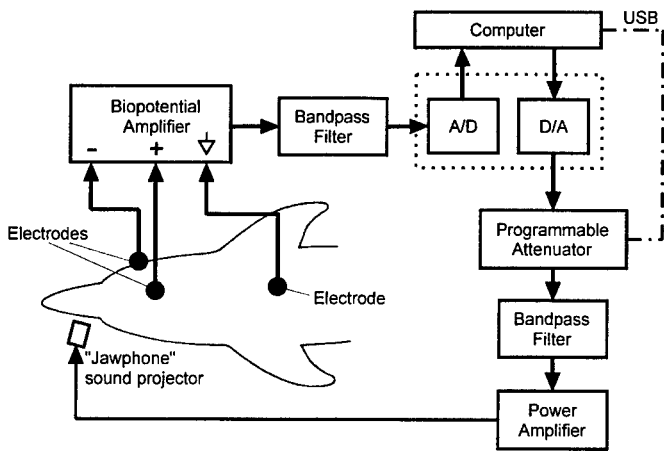 Computer
USB
Biopotential
Amplifier
- +
Bandpass
Filter
A/D
D/A
Electrodes
Electrode
Programmable
Attenuator
Bandpass
Filter
"Jawphone"
sound projector
Power
Amplifier